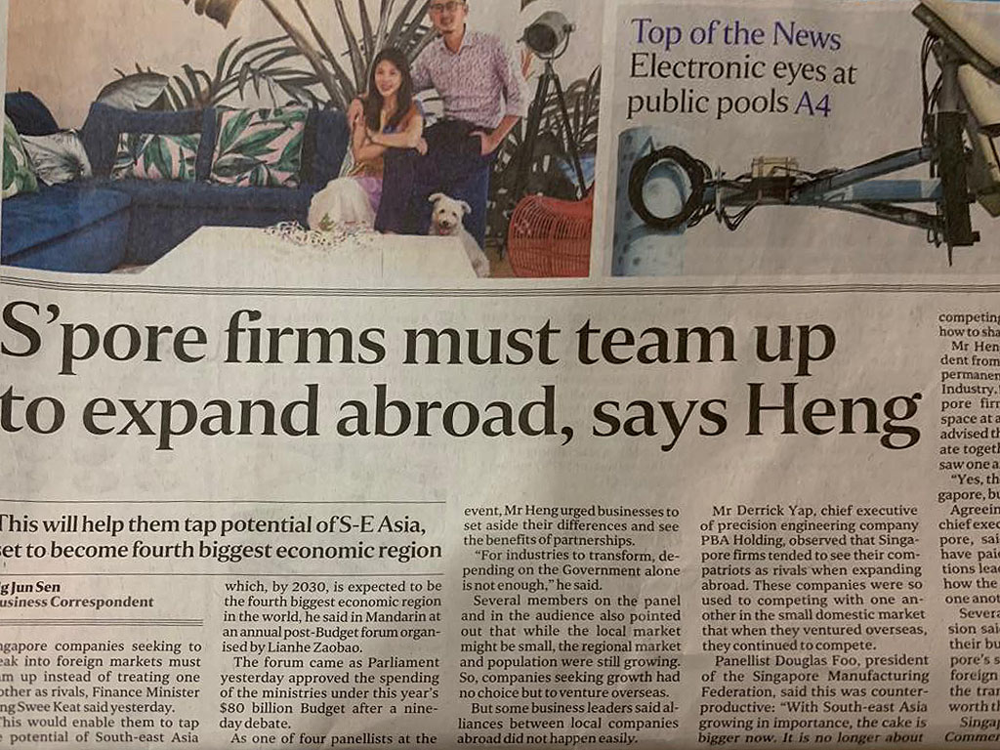 Top of the News
Electronic eyes at
public pools A4
S'pore firms must team up
to expand abroad, says Heng
This will help them tap potential of S-E Asia,
set to become fourth biggest economic region
Jun Sen
Business Correspondent
Singapore companies seeking to
break into foreign markets must
team up instead of treating one
another as rivals, Finance Minister
Heng Swee Keat said yesterday.
This would enable them to tap
the potential of South-east Asia
which, by 2030, is expected to be
the fourth biggest economic region
in the world, he said in Mandarin at
an annual post-Budget forum organ-
ised by Lianhe Zaobao.
The forum came as Parliament
yesterday approved the spending
of the ministries under this year's
$80 billion Budget after a nine-
day debate.
As one of four panellists at the
event, Mr Heng urged businesses to
set aside their differences and see
the benefits of partnerships.
"For industries to transform, de-
pending on the Government alone
is not enough," he said.
Several members on the panel
and in the audience also pointed
out that while the local market
might be small, the regional market
and population were still growing.
So, companies seeking growth had
no choice but to venture overseas.
But some business leaders said al-
liances between local companies
abroad did not happen easily.
Mr Derrick Yap, chief executive
of precision engineering company
PBA Holding, observed that Singa-
pore firms tended to see their com-
patriots as rivals when expanding
abroad. These companies were so
used to competing with one an-
other in the small domestic market
that when they ventured overseas,
they continued to compete.
Panellist Douglas Foo, president
of the Singapore Manufacturing
Federation, said this was counter-
productive: "With South-east Asia
growing in importance, the cake is
bigger now. It is no longer about
competing
how to sha
Mr Hen
dent from
permanen
Industry.
pore firm
space at a
advised th
ate togeth
saw one a
"Yes, th
gapore, bu
Agreein
chief exec
pore, sai
have paid
tions lead
how the
one anot
Severa
sion said
their bu
pore's s
foreign
the tran
worth th
Singap
Commer